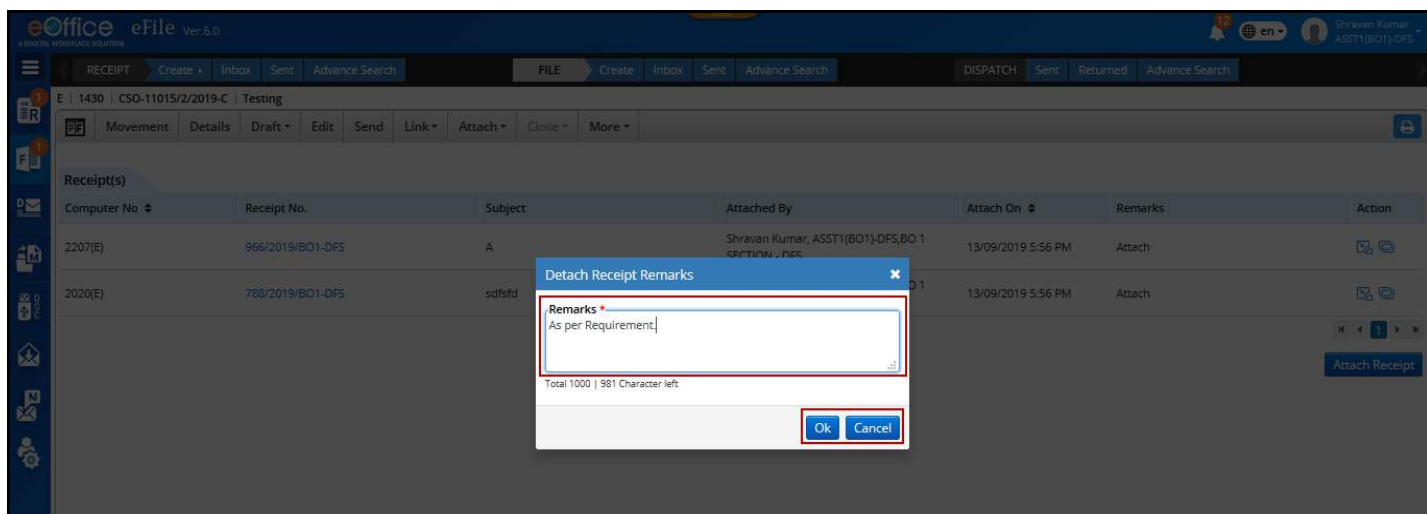 eOffice eFile Ver.6.0
A DIGITAL WORKPLACE SOLUTION
12
en
Shravan Kumar
ASST1(BO1)-DFS
RECEIPT Create Inbox Sent Advance Search FILE Create Inbox Sent Advance Search DISPATCH Sent Returned Advance Search
E | 1430 | CSO-11015/2/2019-C | Testing
Movement Details Draft Edit Send Link Attach Close More
Receipt(s)
Computer No Receipt No. Subject Attached By Attach On Remarks Action
2207(E) 966/2019/BO1-DFS A Shravan Kumar, ASST1(BO1)-DFS,BO 1 13/09/2019 5:56 PM Attach
SECTION - DFS
2020(E) 788/2019/BO1-DFS sdfsfd O 1 13/09/2019 5:56 PM Attach
1
Attach Receipt
Detach Receipt Remarks
Remarks *
As per Requirement.
Total 1000 | 981 Character left
Ok Cancel
1
R
1
F
D
M
D
S
C
N